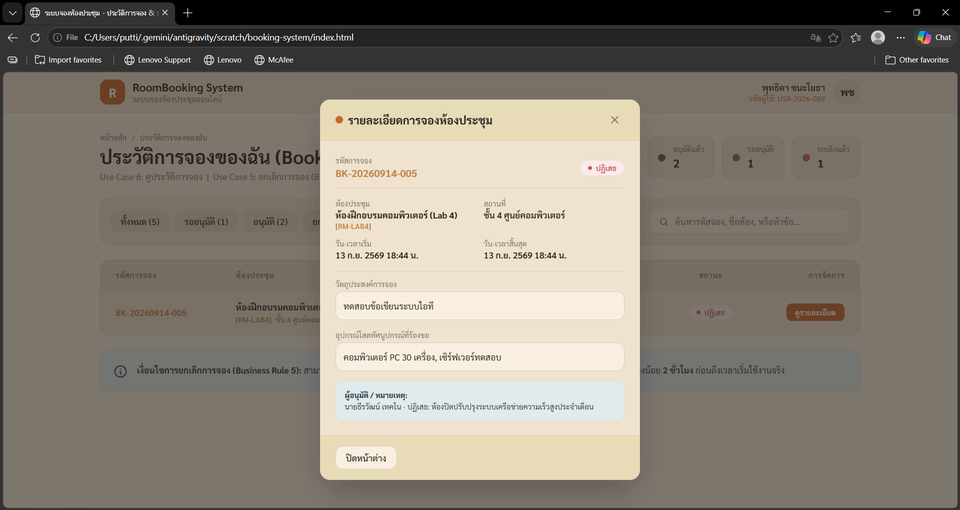 ระบบจองห้องประชุม - ประวัติการจอง &
File C:/Users/putti/.gemini/antigravity/scratch/booking-system/index.html
Chat
Import favorites
Lenovo Support
Lenovo
McAfee
Other favorites
R
RoomBooking System
ระบบจองห้องประชุมออนไลน์
พุทธิดา ชนะโยธา
รหัสผู้ใช้: USR-2026-089
พช
หน้าหลัก / ประวัติการจองของฉัน
ประวัติการจองของฉัน (Book
Use Case 6: ดูประวัติการจอง | Use Case 5: ยกเลิกการจอง (B
อนุมัติแล้ว
2
รออนุมัติ
1
ยกเลิกแล้ว
1
ทั้งหมด (5)
รออนุมัติ (1)
อนุมัติ (2)
ค้นหารหัสจอง, ชื่อห้อง, หรือหัวข้อ...
รหัสการจอง
ห้องประชุม
สถานะ
การจัดการ
BK-20260914-005
ห้องฝึกอบรมคอมพิวเ
[RM-LAB4] ชั้น 4 ศูนย์คอม
ปฏิเสธ
ดูรายละเอียด
เงื่อนไขการยกเลิกการจอง (Business Rule 5): สามา
งน้อย 2 ชั่วโมง ก่อนถึงเวลาเริ่มใช้งานจริง
รายละเอียดการจองห้องประชุม
รหัสการจอง
BK-20260914-005
ปฏิเสธ
ห้องประชุม
ห้องฝึกอบรมคอมพิวเตอร์ (Lab 4)
[RM-LAB4]
สถานที่
ชั้น 4 ศูนย์คอมพิวเตอร์
วัน-เวลาเริ่ม
13 ก.ย. 2569 18:44 น.
วัน-เวลาสิ้นสุด
13 ก.ย. 2569 18:44 น.
วัตถุประสงค์การจอง
ทดสอบข้อเขียนระบบไอที
อุปกรณ์โสตทัศนูปกรณ์ที่ร้องขอ
คอมพิวเตอร์ PC 30 เครื่อง, เซิร์ฟเวอร์ทดสอบ
ผู้อนุมัติ / หมายเหตุ:
นายธีรวัฒน์ เทคโน - ปฏิเสธ: ห้องปิดปรับปรุงระบบเครือข่ายความเร็วสูงประจำเดือน
ปิดหน้าต่าง